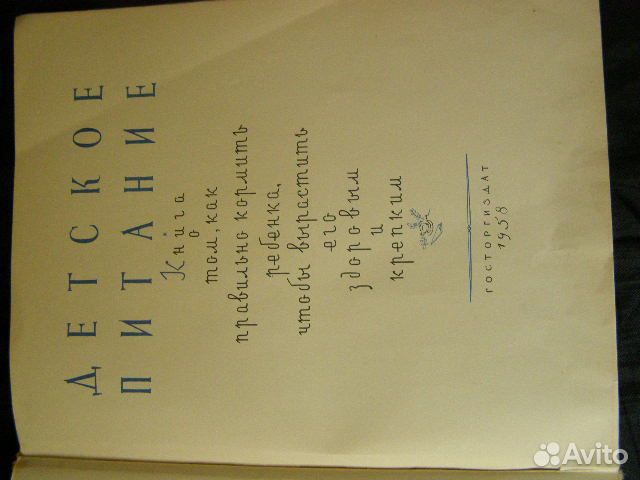 ДЕТСКОЕ
ПИТАНИЕ
Книга
о
том, как
правильно кормить
ребенка,
чтобы вырастить
его
здоровым
и
крепким
ГОСТОРГИЗДАТ
1958
Avito